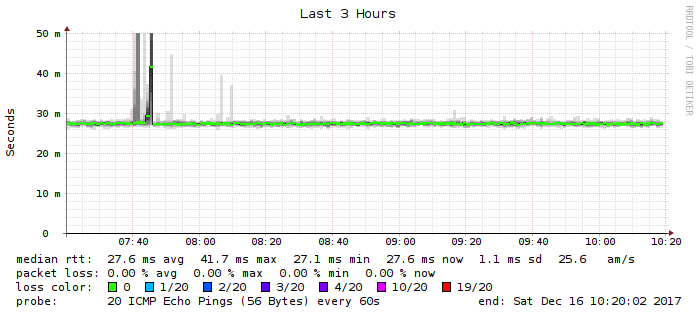 Last 3 Hours
RRDTOOL / TOBI OETIKER
Seconds
50 m
40 m
30 m
20 m
10 m
0
07:40 08:00 08:20 08:40 09:00 09:20 09:40 10:00 10:20
median rtt: 27.6 ms avg 41.7 ms max 27.1 ms min 27.6 ms now 1.1 ms sd 25.6 am/s
packet loss: 0.00 % avg 0.00 % max 0.00 % min 0.00 % now
loss color: 0 1/20 2/20 3/20 4/20 10/20 19/20
probe: 20 ICMP Echo Pings (56 Bytes) every 60s end: Sat Dec 16 10:20:02 2017